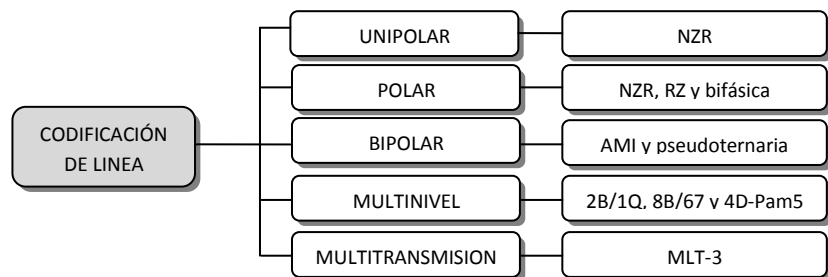 CODIFICACIÓN
DE LINEA
UNIPOLAR
NZR
POLAR
NZR, RZ y bifásica
BIPOLAR
AMI y pseudoternaria
MULTINIVEL
2B/1Q, 8B/67 y 4D-Pam5
MULTITRANSMISION
MLT-3